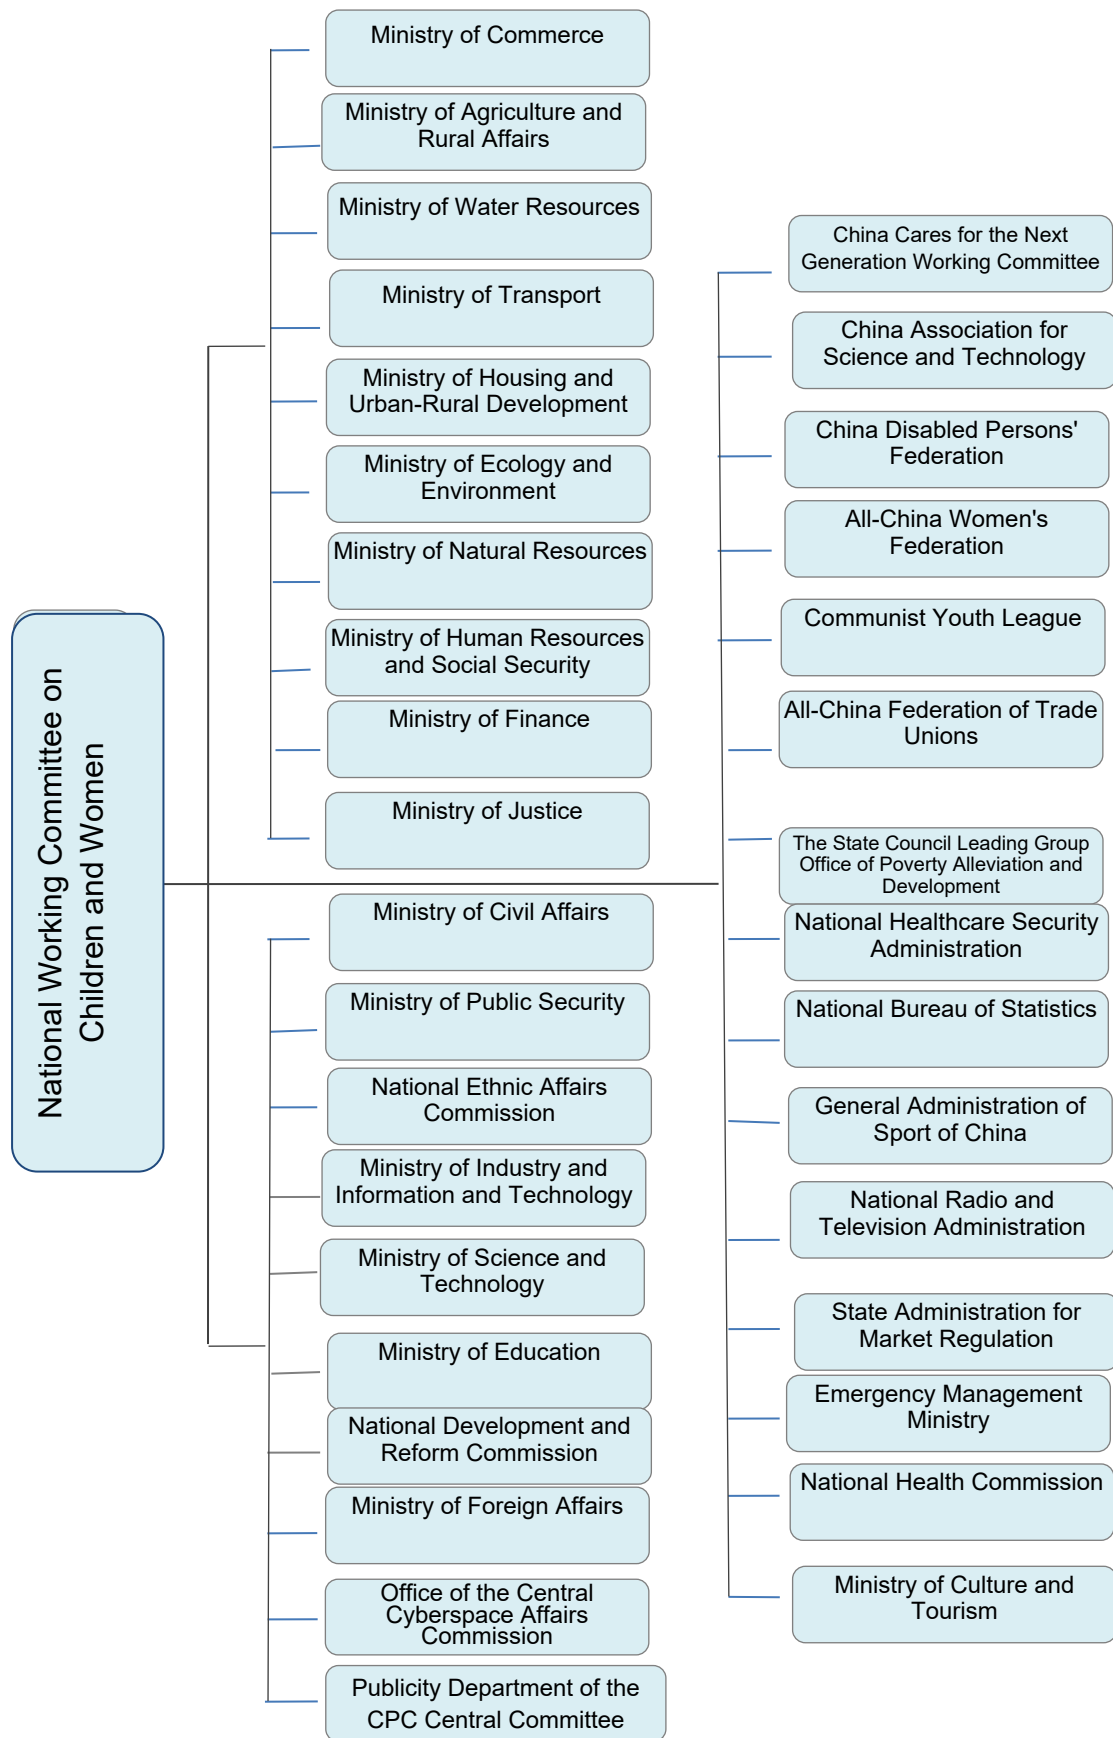 National Working Committee on
Children and Women
Ministry of Commerce
Ministry of Agriculture and
Rural Affairs
Ministry of Water Resources
Ministry of Transport
Ministry of Housing and
Urban-Rural Development
Ministry of Ecology and
Environment
Ministry of Natural Resources
Ministry of Human Resources
and Social Security
Ministry of Finance
Ministry of Justice
Ministry of Civil Affairs
Ministry of Public Security
National Ethnic Affairs
Commission
Ministry of Industry and
Information and Technology
Ministry of Science and
Technology
Ministry of Education
National Development and
Reform Commission
Ministry of Foreign Affairs
Office of the Central
Cyberspace Affairs
Commission
Publicity Department of the
CPC Central Committee
China Cares for the Next
Generation Working Committee
China Association for
Science and Technology
China Disabled Persons'
Federation
All-China Women's
Federation
Communist Youth League
All-China Federation of Trade
Unions
The State Council Leading Group
Office of Poverty Alleviation and
Development
National Healthcare Security
Administration
National Bureau of Statistics
General Administration of
Sport of China
National Radio and
Television Administration
State Administration for
Market Regulation
Emergency Management
Ministry
National Health Commission
Ministry of Culture and
Tourism